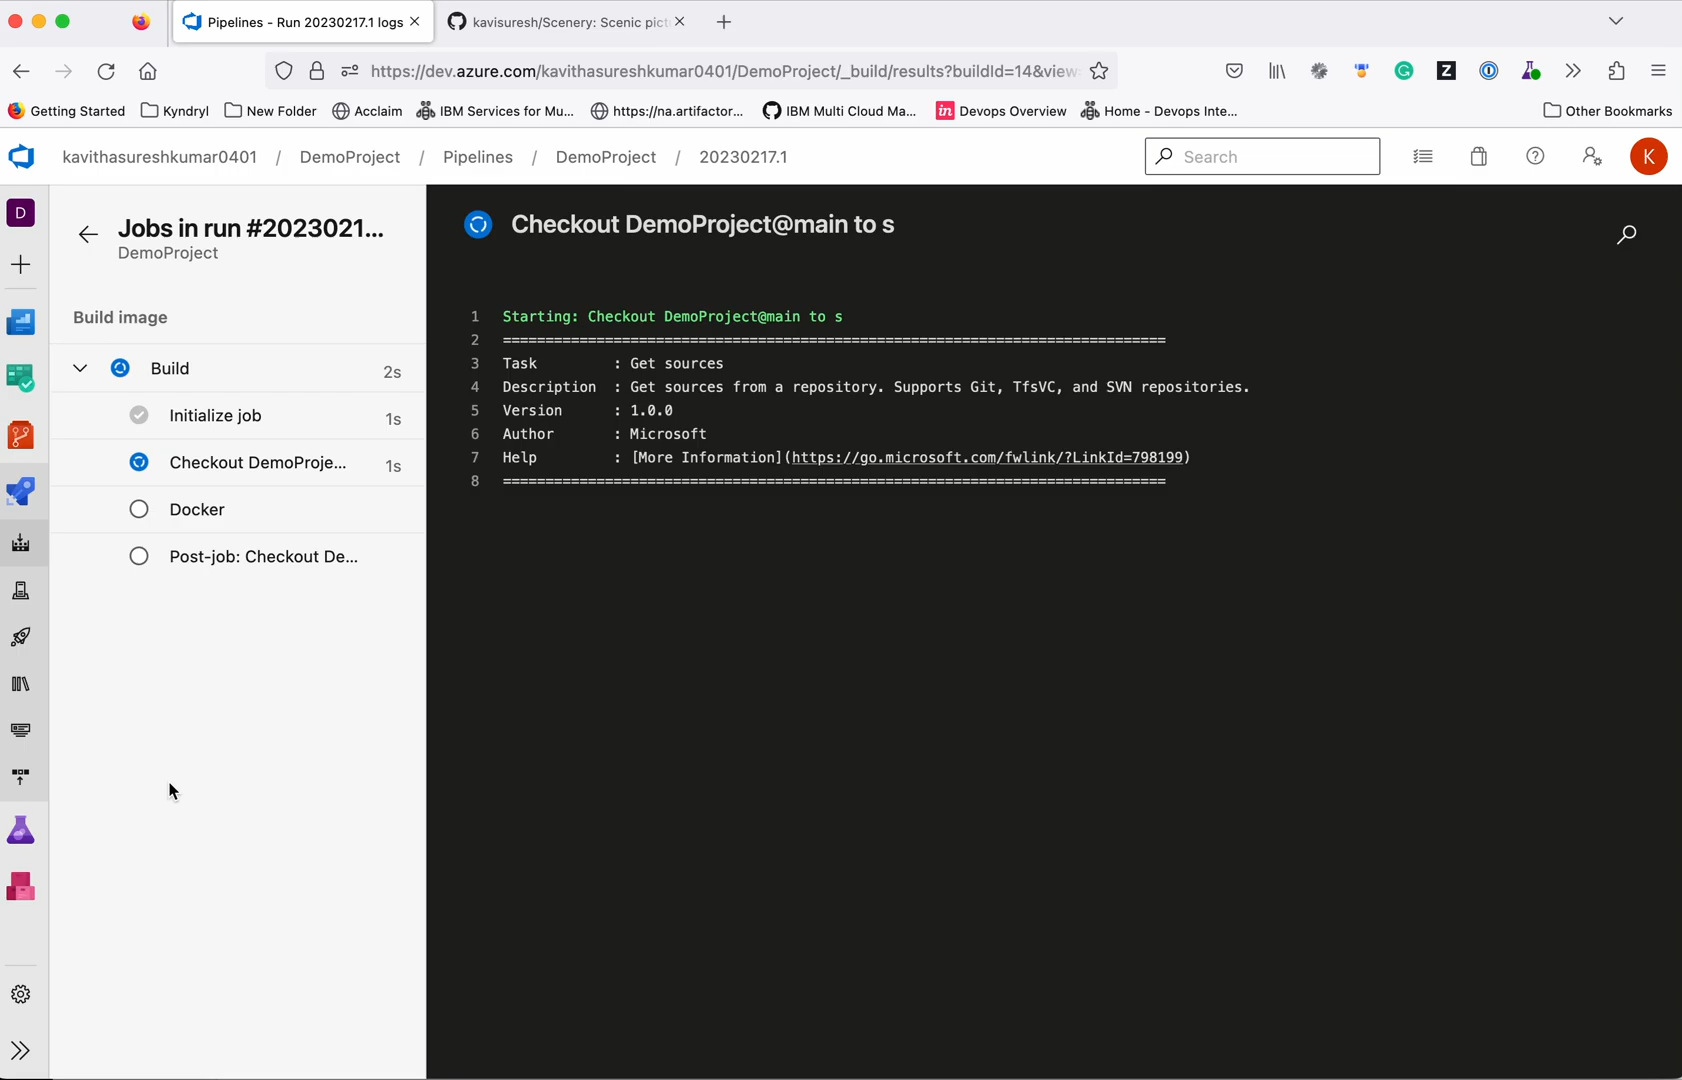 Pipelines - Run 20230217.1 logs
kavisuresh/Scenery: Scenic pict
https://dev.azure.com/kavithasureshkumar0401/DemoProject/_build/results?buildId=14&view
Getting Started
Kyndryl
New Folder
Acclaim
IBM Services for Mu...
https://na.artifactor...
IBM Multi Cloud Ma...
in
Devops Overview
Home - Devops Inte...
Other Bookmarks
kavithasureshkumar0401 / DemoProject / Pipelines / DemoProject / 20230217.1
Search
K
D
Jobs in run #2023021...
DemoProject
Build image
Build 2s
Initialize job 1s
Checkout DemoProje... 1s
Docker
Post-job: Checkout De...
Checkout DemoProject@main to s
1 Starting: Checkout DemoProject@main to s
2 ==============================================================================
3 Task : Get sources
4 Description : Get sources from a repository. Supports Git, TfsVC, and SVN repositories.
5 Version : 1.0.0
6 Author : Microsoft
7 Help : [More Information](https://go.microsoft.com/fwlink/?LinkId=798199)
8 ==============================================================================